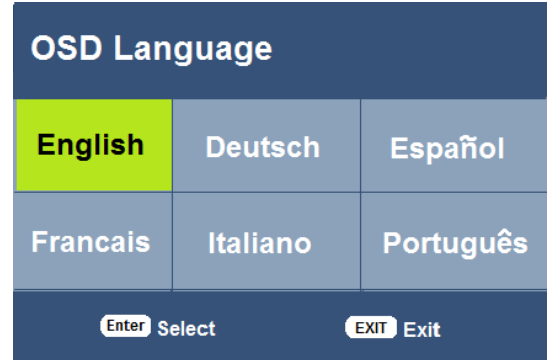 OSD Language
English Deutsch Español
Francais Italiano Português
Enter Select EXIT Exit